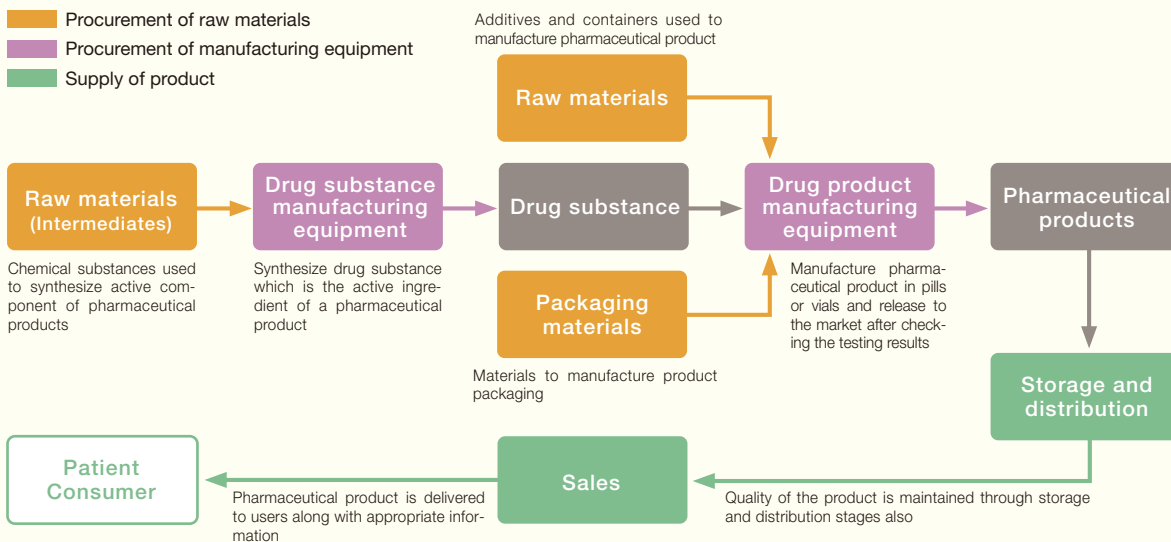 Procurement of raw materials
Procurement of manufacturing equipment
Supply of product
Additives and containers used to
manufacture pharmaceutical product
Raw materials
Raw materials
(Intermediates)
Chemical substances used
to synthesize active com-
ponent of pharmaceutical
products
Drug substance
manufacturing
equipment
Synthesize drug substance
which is the active ingre-
dient of a pharmaceutical
product
Drug substance
Packaging
materials
Materials to manufacture product
packaging
Drug product
manufacturing
equipment
Manufacture pharma-
ceutical product in pills
or vials and release to
the market after check-
ing the testing results
Pharmaceutical
products
Storage and
distribution
Quality of the product is maintained through storage
and distribution stages also
Sales
Pharmaceutical product is delivered
to users along with appropriate infor-
mation
Patient
Consumer